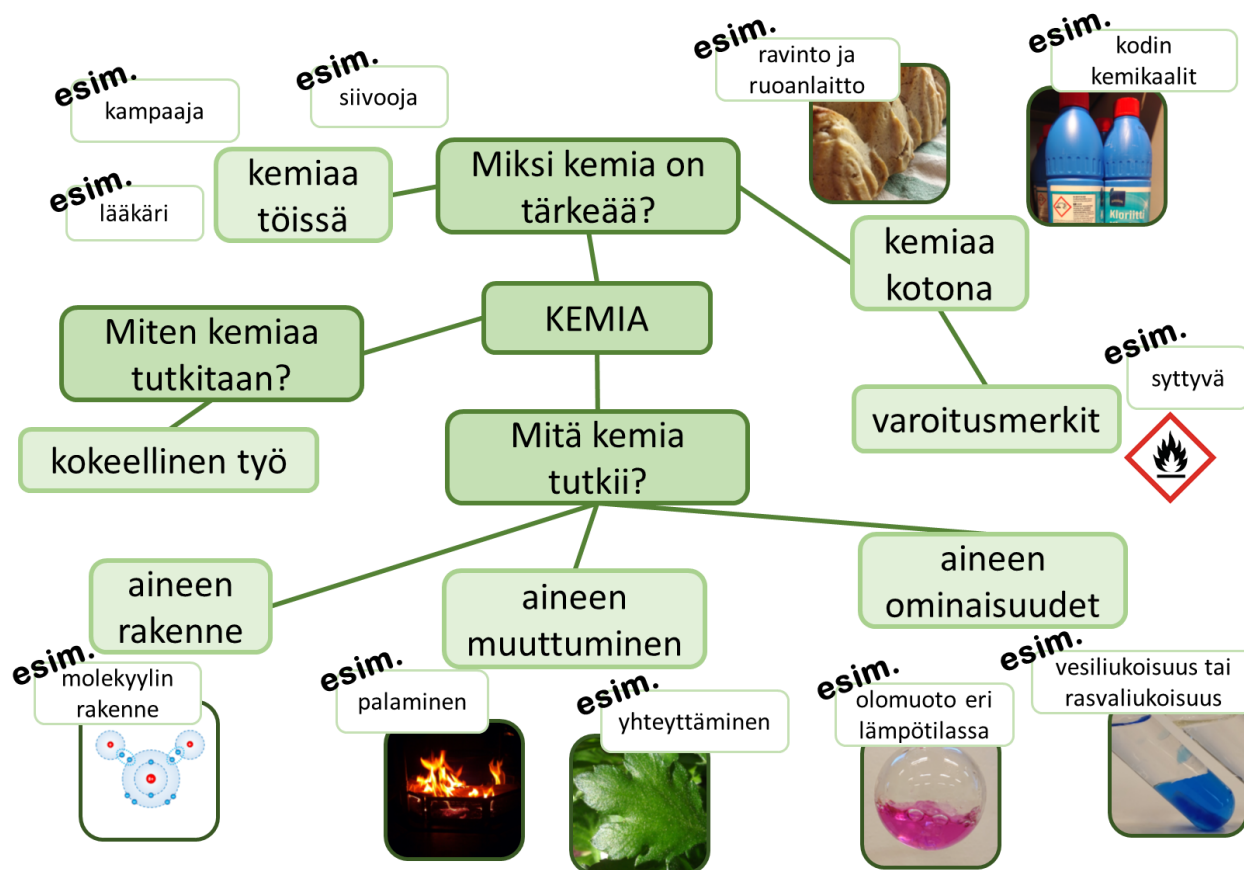 esim.
kampaaja
esim.
siivooja
esim.
lääkäri
kemiaa
töissä
Miksi kemia on
tärkeää?
esim.
ravinto ja
ruoanlaitto
esim.
kodin
kemikaalit
Kloriitti
kemiaa
kotona
KEMIA
Miten kemiaa
tutkitaan?
kokeellinen työ
esim.
syttyvä
varoitusmerkit
Mitä kemia
tutkii?
aineen
rakenne
aineen
muuttuminen
aineen
ominaisuudet
esim.
molekyylin
rakenne
esim.
palaminen
esim.
yhteyttäminen
esim.
olomuoto eri
lämpötilassa
esim.
vesiliukoisuus tai
rasvaliukoisuus